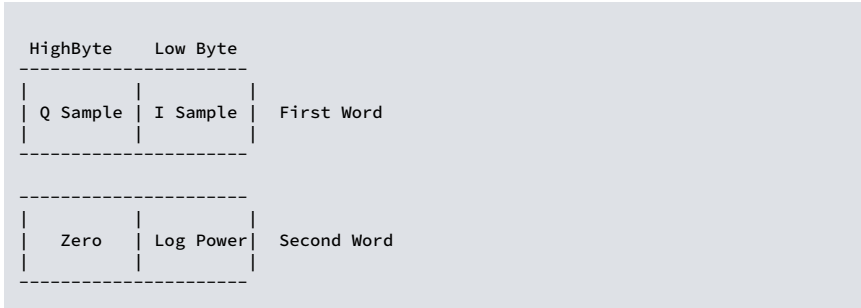 HighByte Low Byte
Q Sample I Sample First Word
Zero Log Power Second Word